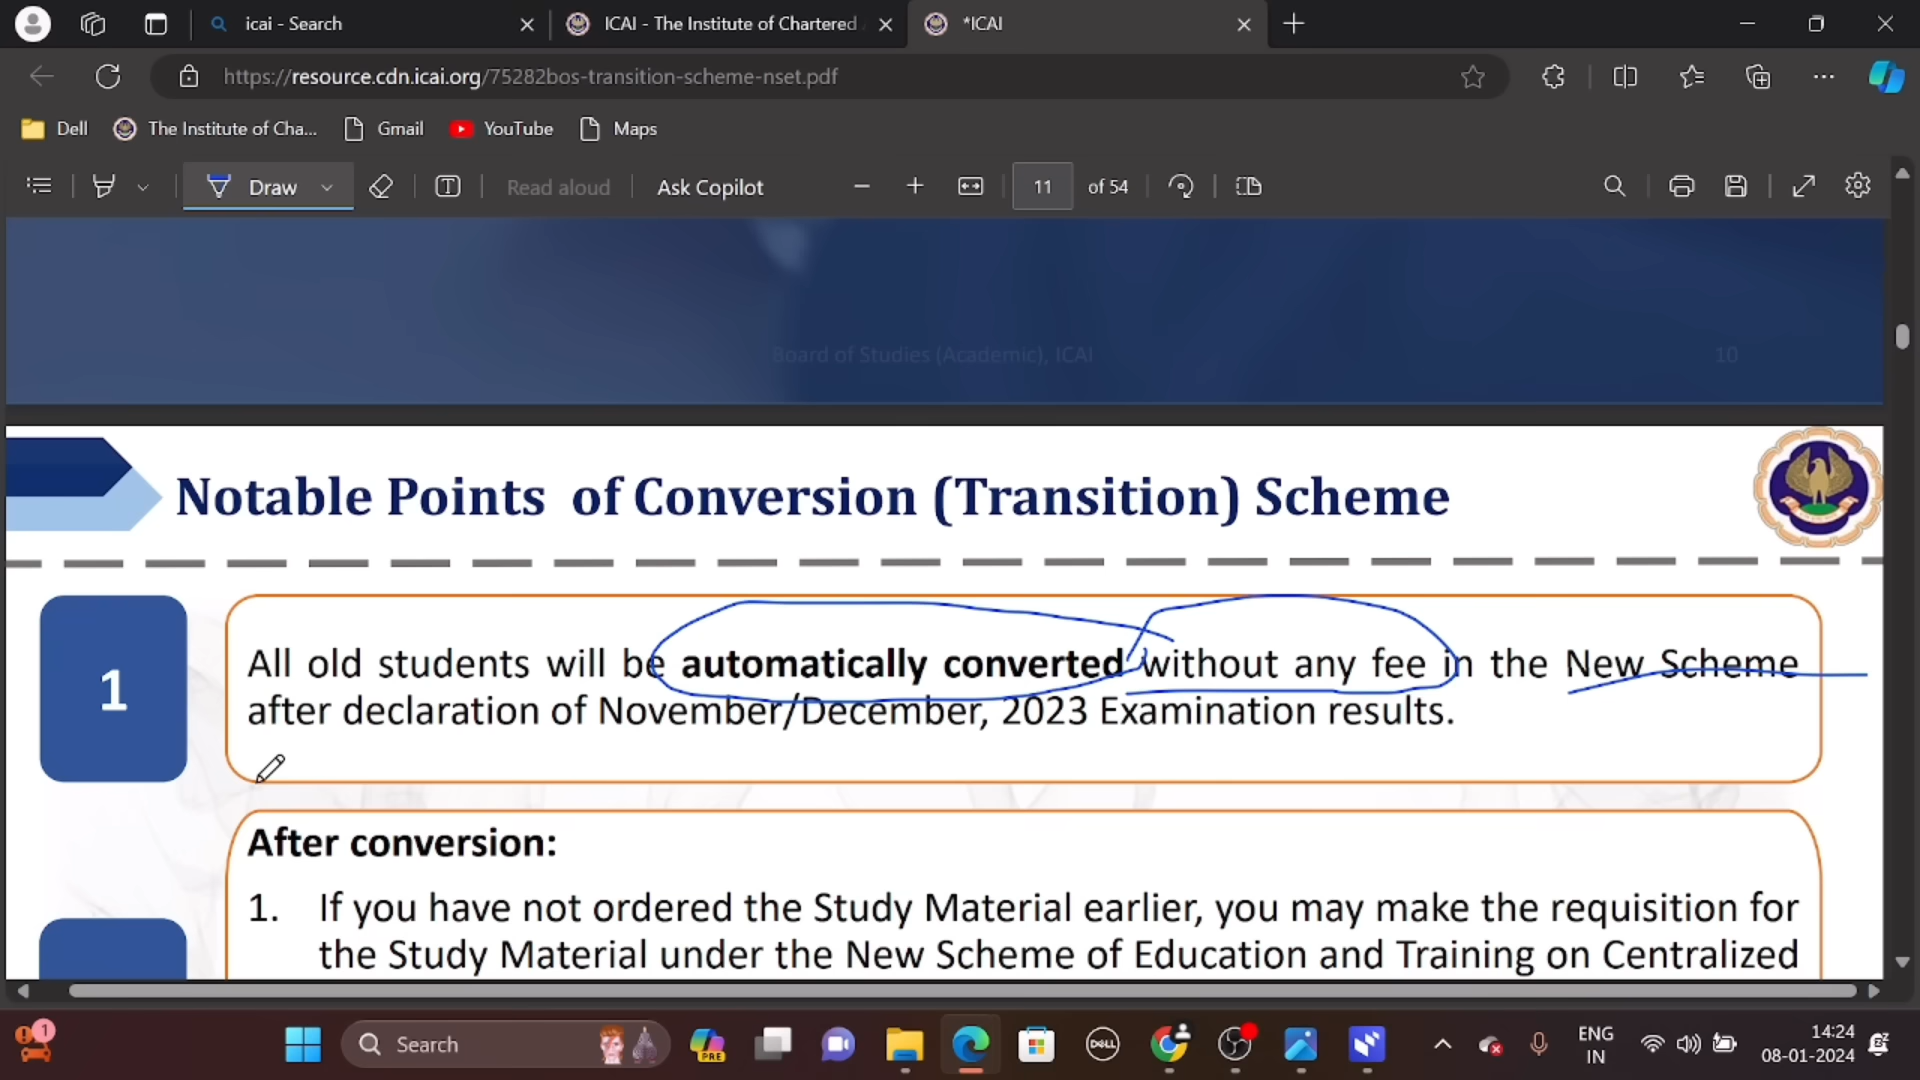 icai - Search
ICAI - The Institute of Chartered
*ICAI
https://resource.cdn.icai.org/75282bos-transition-scheme-nset.pdf
Dell
The Institute of Cha...
Gmail
YouTube
Maps
Draw
Read aloud
Ask Copilot
11 of 54
Board of Studies (Academic), ICAI 10
Notable Points of Conversion (Transition) Scheme
1
All old students will be automatically converted without any fee in the New Scheme
after declaration of November/December, 2023 Examination results.
After conversion:
1. If you have not ordered the Study Material earlier, you may make the requisition for
the Study Material under the New Scheme of Education and Training on Centralized
1
Search
PRE
DELL
ENG
IN
14:24
08-01-2024